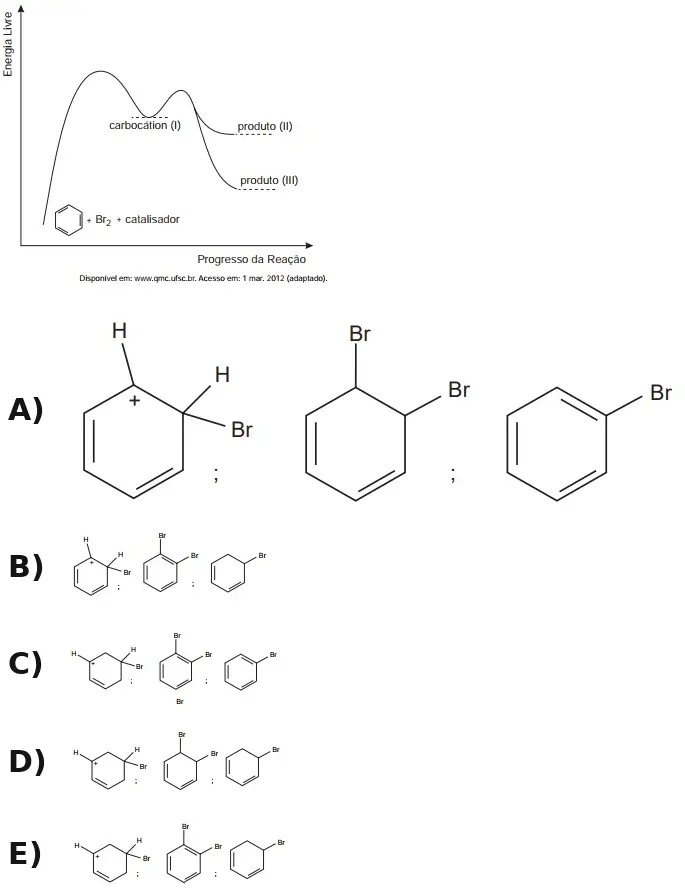 Energia Livre
carbocátion (I)
produto (II)
produto (III)
+ Br2 + catalisador
Progresso da Reação
Disponível em: www.qmc.ufsc.br. Acesso em: 1 mar. 2012 (adaptado).
A)
H
+
H
Br
;
Br
Br
;
Br
B)
H
+
H
Br
;
Br
Br
;
Br
C)
H
+
H
Br
;
Br
Br
Br
;
Br
D)
H
+
H
Br
;
Br
Br
;
Br
E)
H
+
H
Br
;
Br
Br
;
Br